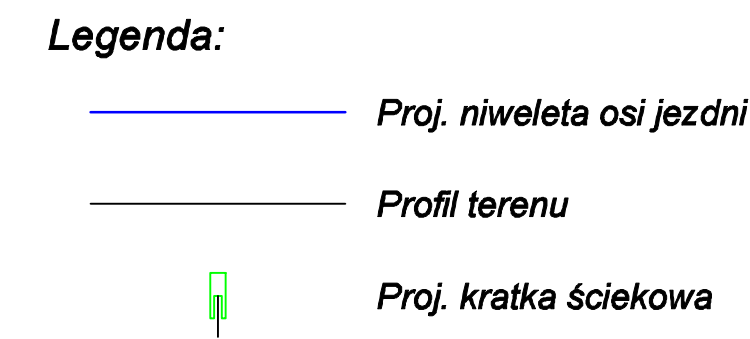 Legenda:
Proj. niweleta osi jezdni
Profil terenu
Proj. kratka ściekowa